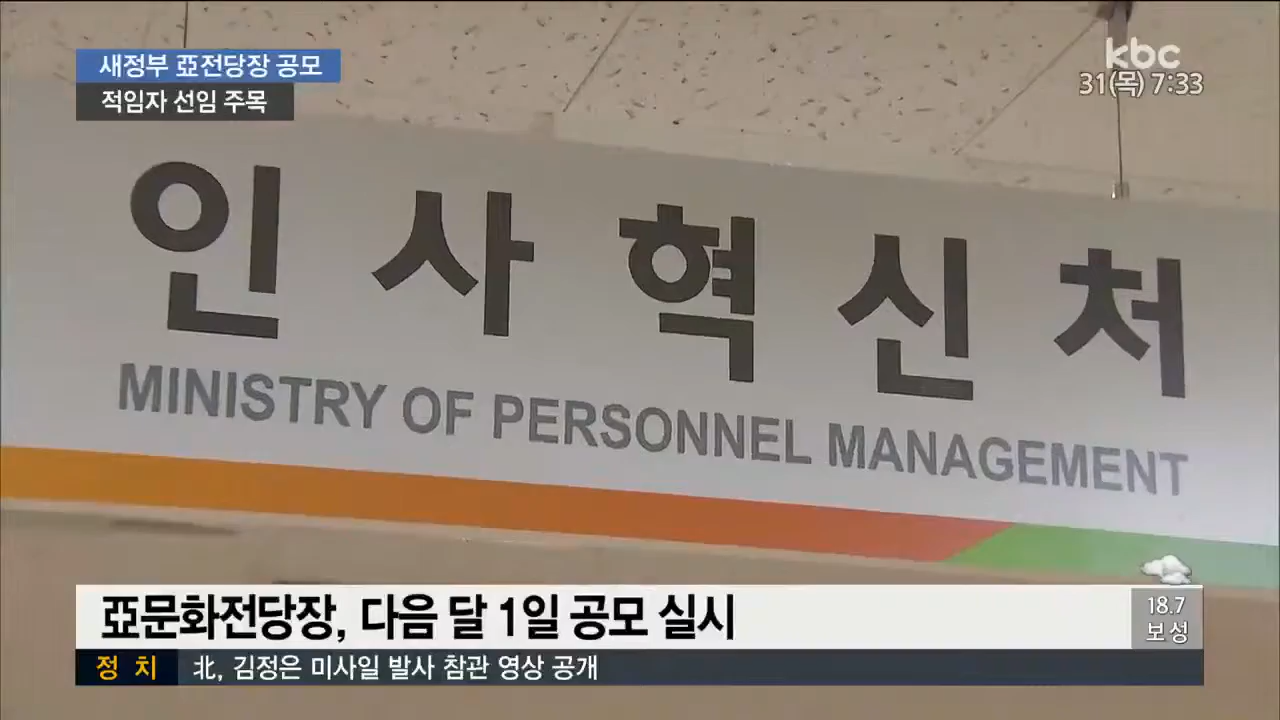 새정부 亞전당장 공모
적임자 선임 주목
kbc
31(목) 7:33
인사혁신처
MINISTRY OF PERSONNEL MANAGEMENT
亞문화전당장, 다음 달 1일 공모 실시
18.7
보성
정치 北, 김정은 미사일 발사 참관 영상 공개